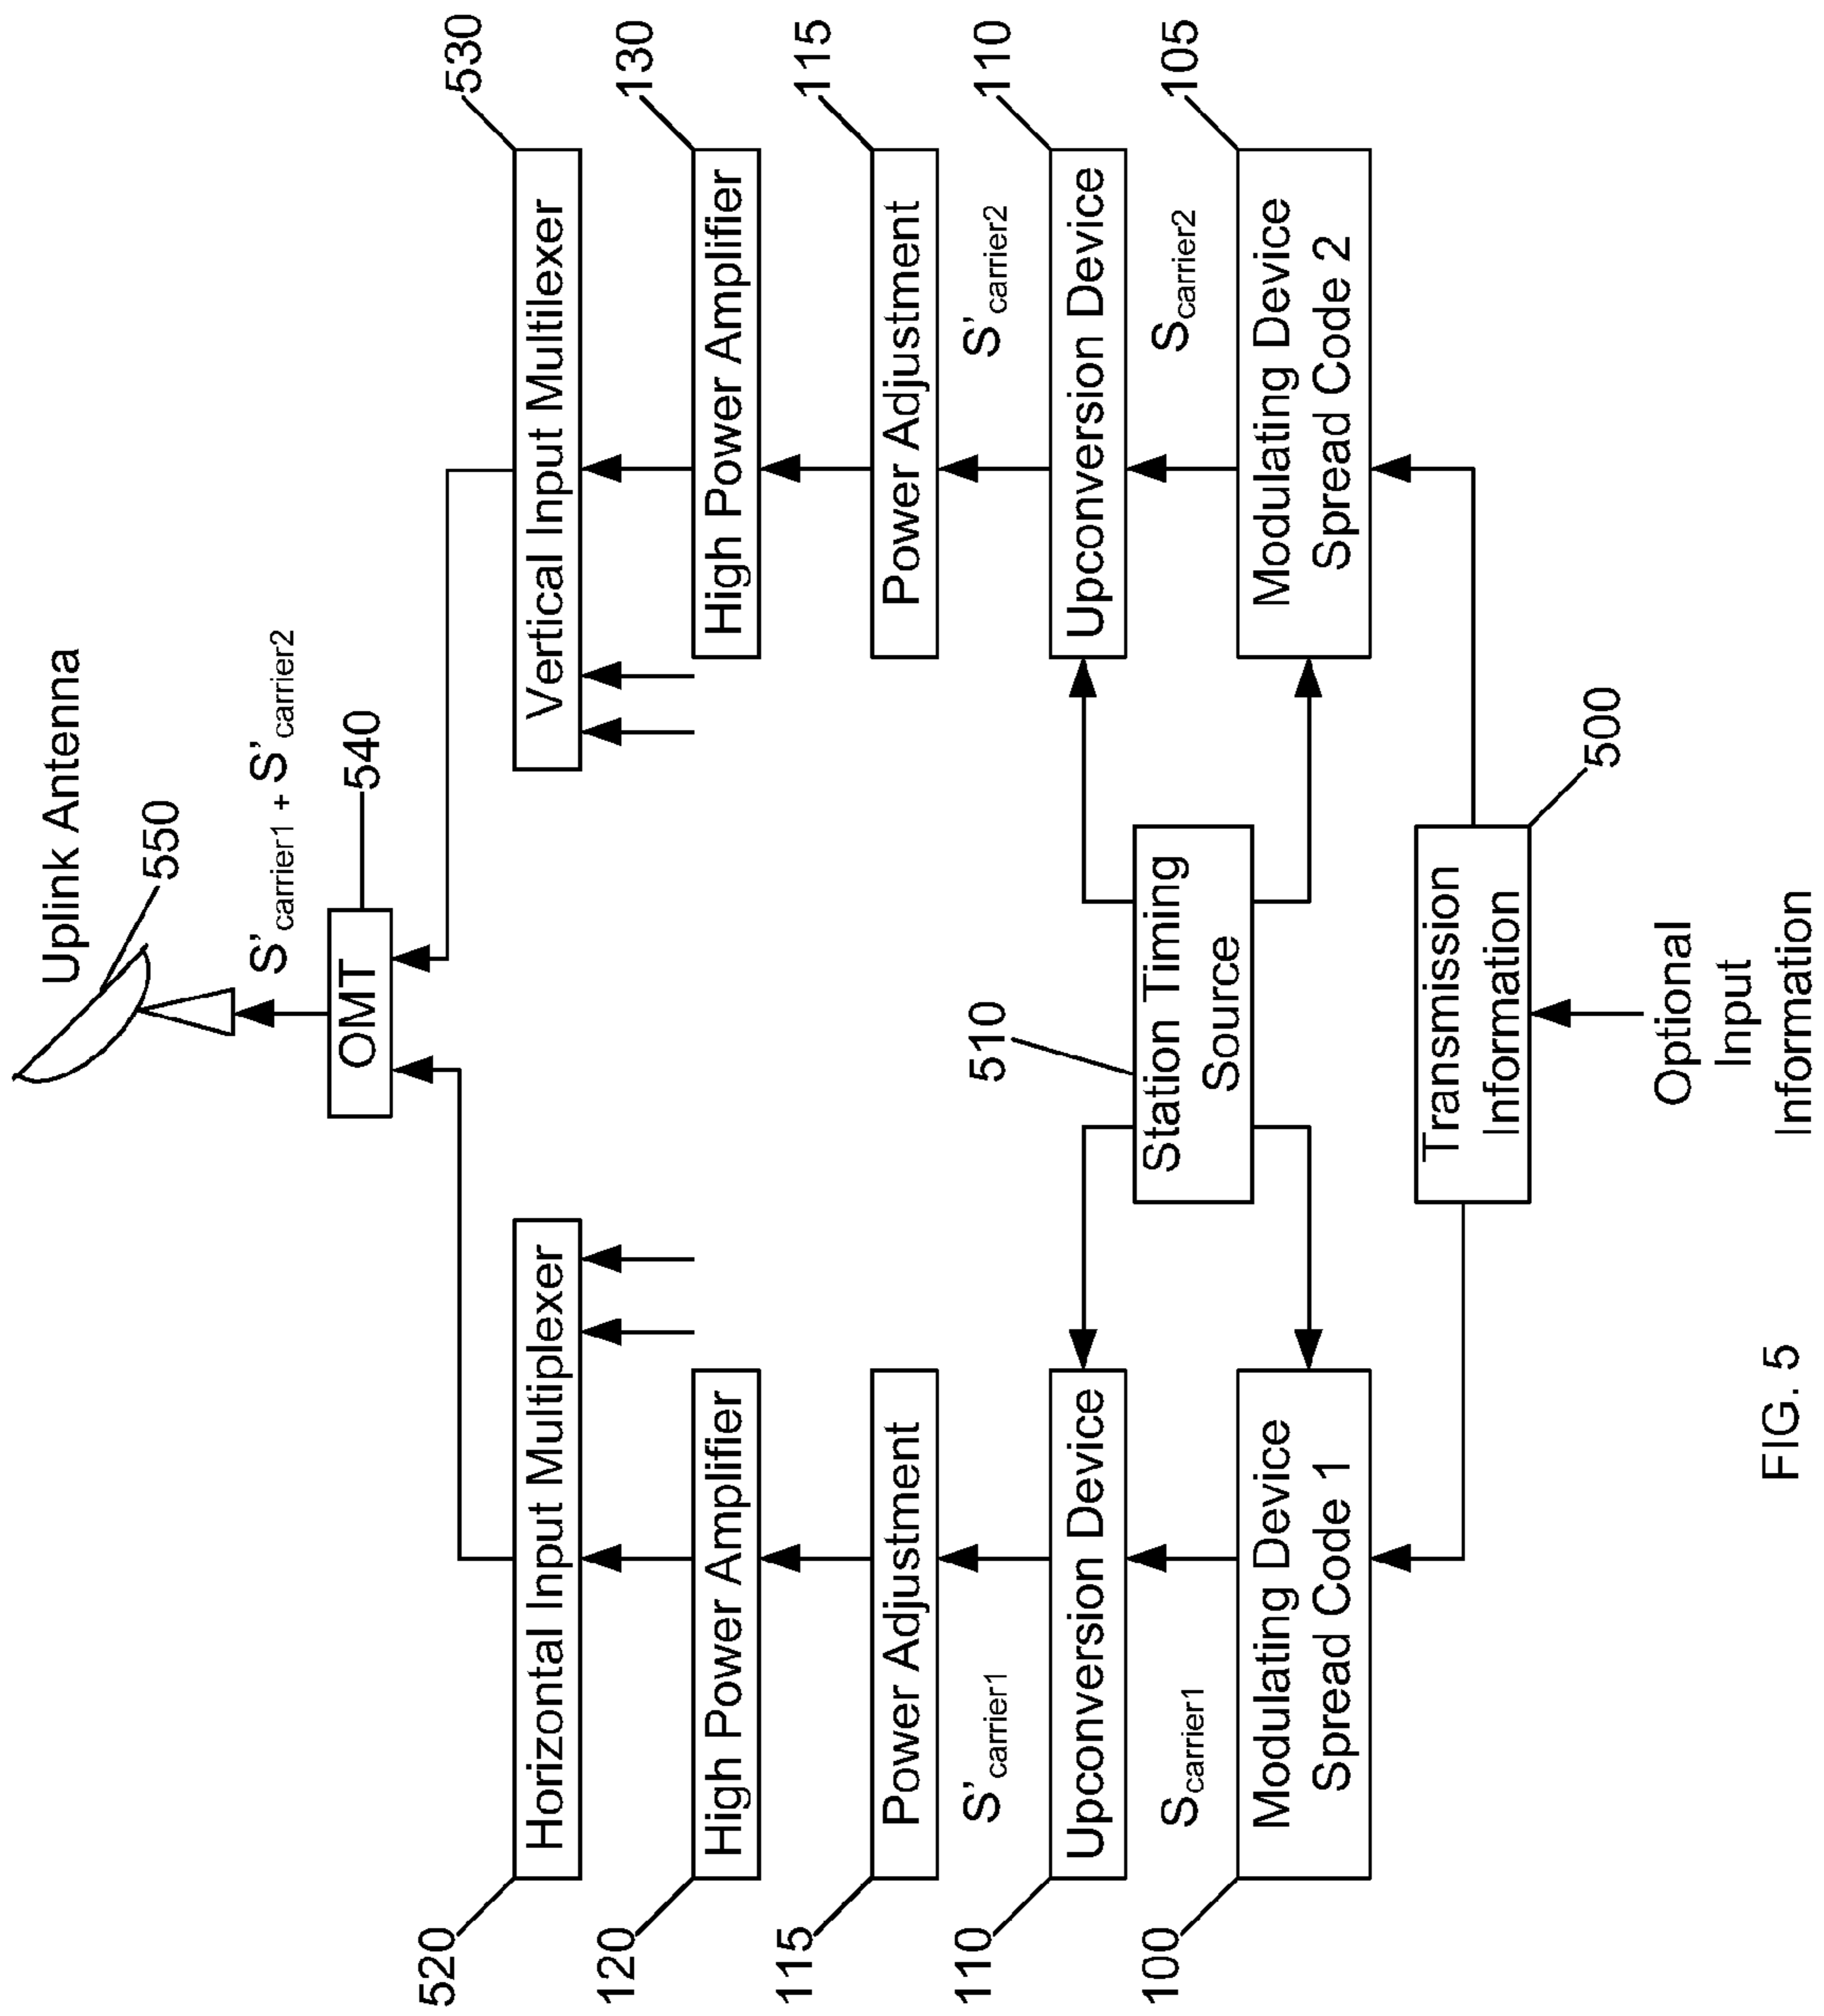 Uplink Antenna
550
S'carrier1 + S'carrier2
OMT
540
520
Horizontal Input Multiplexer
Vertical Input Multilexer
530
120
High Power Amplifier
High Power Amplifier
130
115
Power Adjustment
Power Adjustment
115
S'carrier1
S'carrier2
110
Upconversion Device
510
Upconversion Device
110
Scarrier1
Station Timing
Source
Scarrier2
100
Modulating Device
Spread Code 1
Modulating Device
Spread Code 2
105
Transmission
Information
500
Optional
Input
Information
FIG. 5